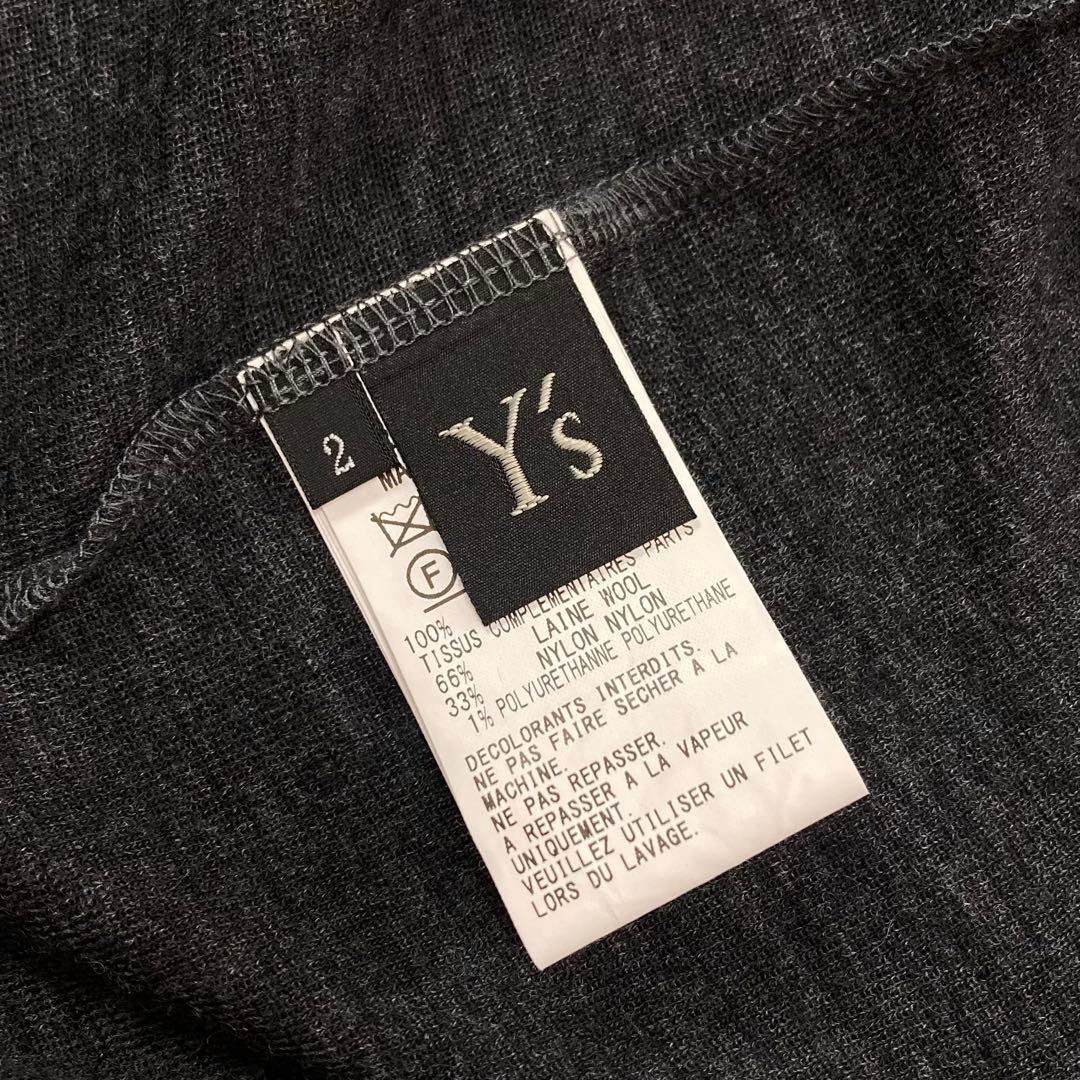 2
Y's
MA
F
100%
TISSUS COMPLEMENTAIRES PARTS
66% LAINE WOOL
33% NYLON NYLON
1% POLYURETHANNE POLYURETHANE
DECOLORANTS INTERDITS.
NE PAS FAIRE SECHER À LA
MACHINE.
NE PAS REPASSER.
A REPASSER A LA VAPEUR
UNIQUEMENT.
VEUILLEZ UTILISER UN FILET
LORS DU LAVAGE.